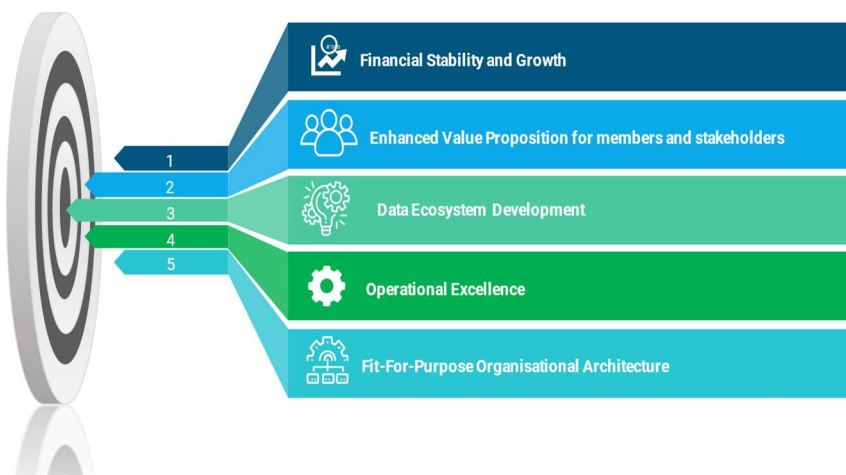 Financial Stability and Growth
Enhanced Value Proposition for members and stakeholders
Data Ecosystem Development
Operational Excellence
Fit-For-Purpose Organisational Architecture
1
2
3
4
5